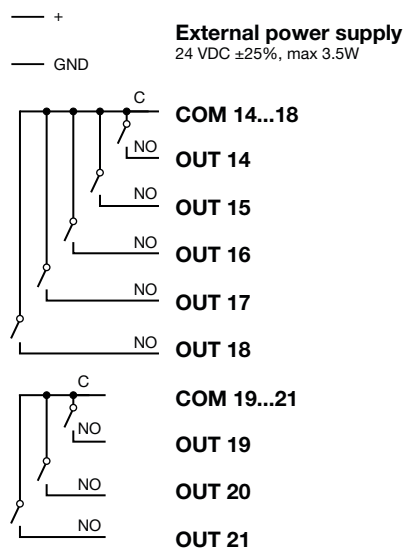 +
External power supply
24 VDC ±25%, max 3.5W
GND
C
COM 14...18
NO
OUT 14
NO
OUT 15
NO
OUT 16
NO
OUT 17
NO
OUT 18
C
COM 19...21
NO
OUT 19
NO
OUT 20
NO
OUT 21